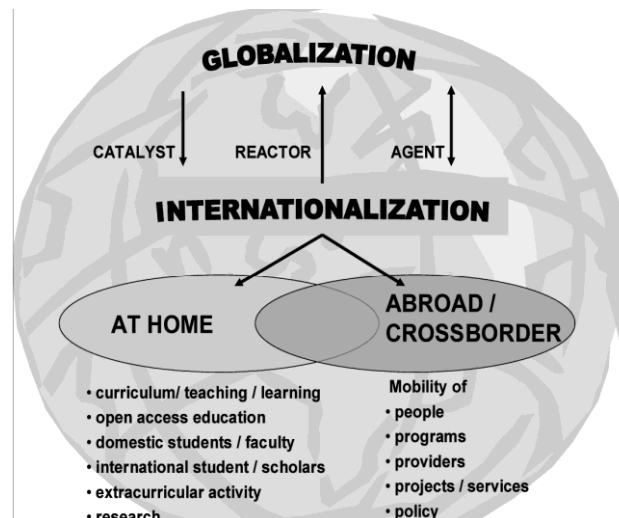 GLOBALIZATION
CATALYST REACTOR AGENT
INTERNATIONALIZATION
AT HOME
ABROAD /
CROSSBORDER
• curriculum/ teaching / learning
• open access education
• domestic students / faculty
• international student / scholars
• extracurricular activity
• research
Mobility of
• people
• programs
• providers
• projects / services
• policy